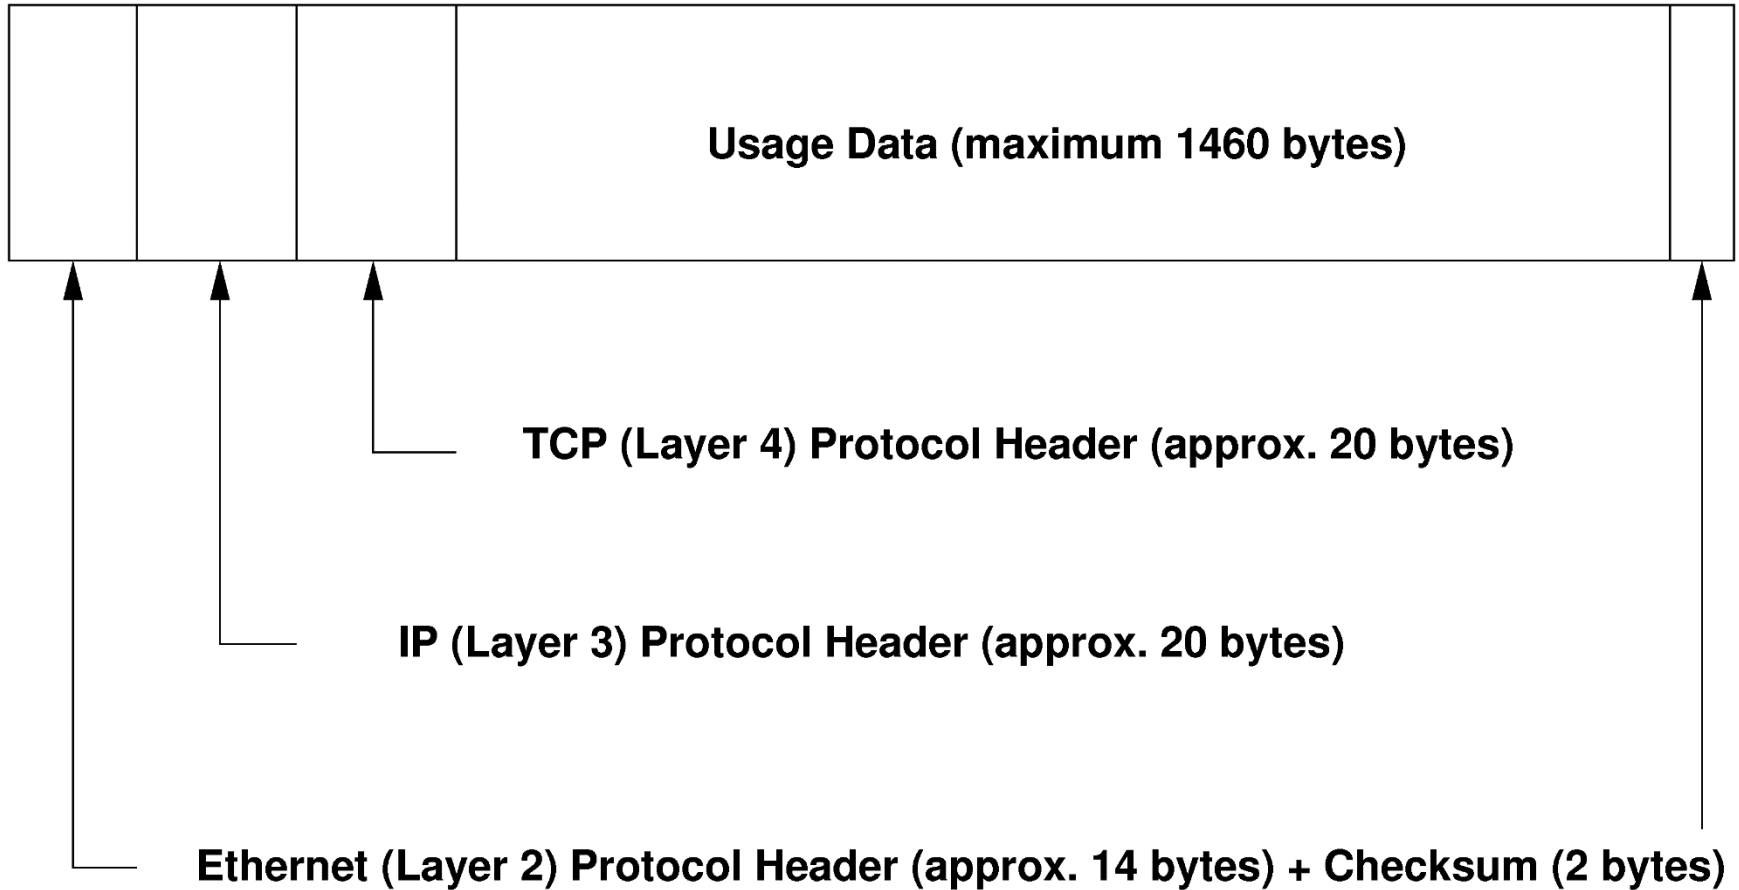 Usage Data (maximum 1460 bytes)
TCP (Layer 4) Protocol Header (approx. 20 bytes)
IP (Layer 3) Protocol Header (approx. 20 bytes)
Ethernet (Layer 2) Protocol Header (approx. 14 bytes) + Checksum (2 bytes)